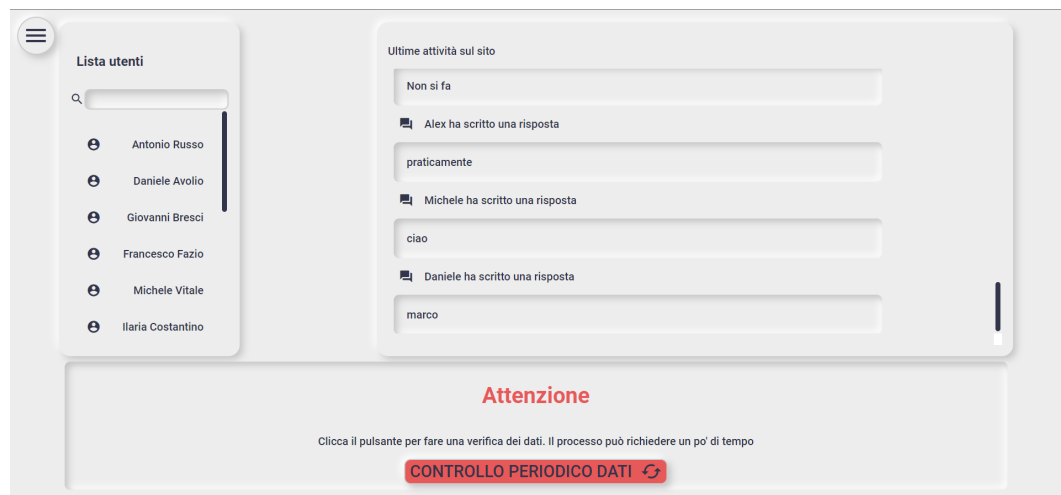 Lista utenti
Antonio Russo
Daniele Avolio
Giovanni Bresci
Francesco Fazio
Michele Vitale
Ilaria Costantino
Ultime attività sul sito
Non si fa
Alex ha scritto una risposta
praticamente
Michele ha scritto una risposta
ciao
Daniele ha scritto una risposta
marco
Attenzione
Clicca il pulsante per fare una verifica dei dati. Il processo può richiedere un po' di tempo
CONTROLLO PERIODICO DATI